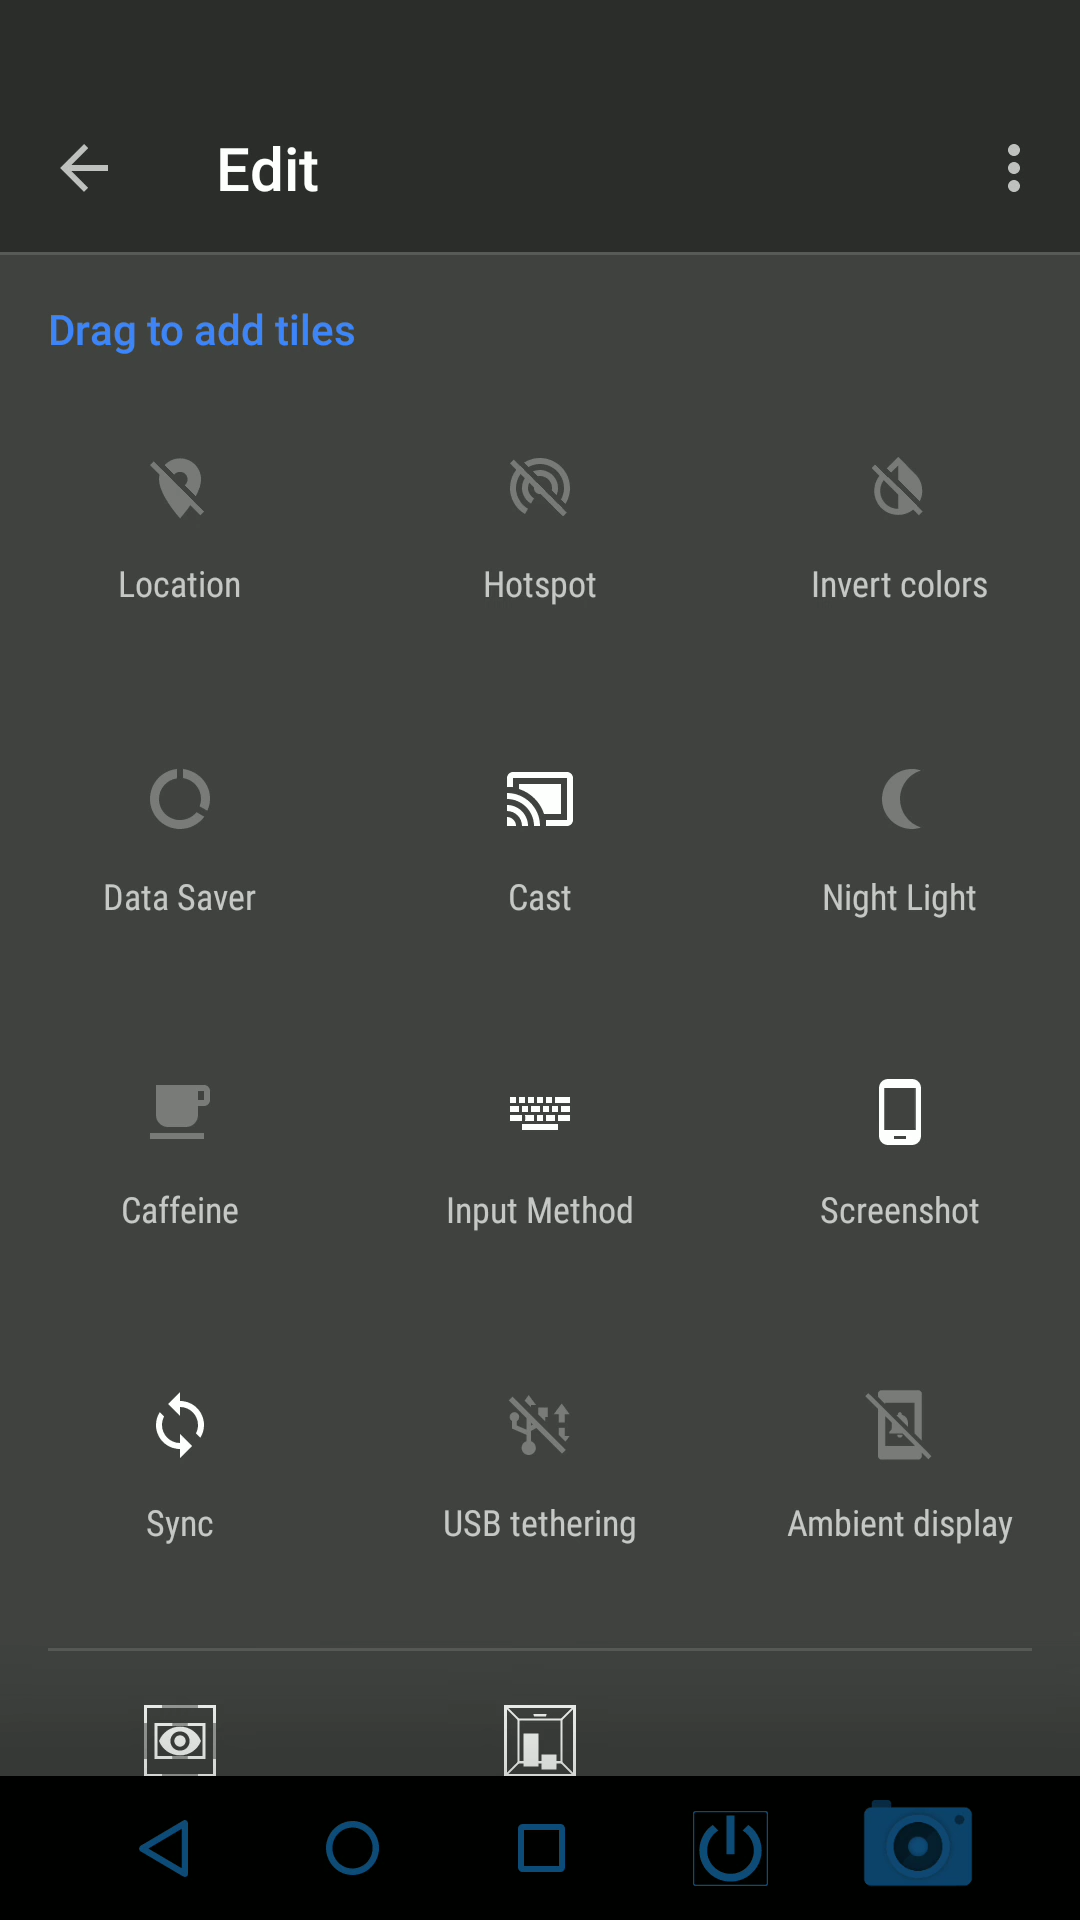 Edit
Drag to add tiles
Location
Hotspot
Invert colors
Data Saver
Cast
Night Light
Caffeine
Input Method
Screenshot
Sync
USB tethering
Ambient display